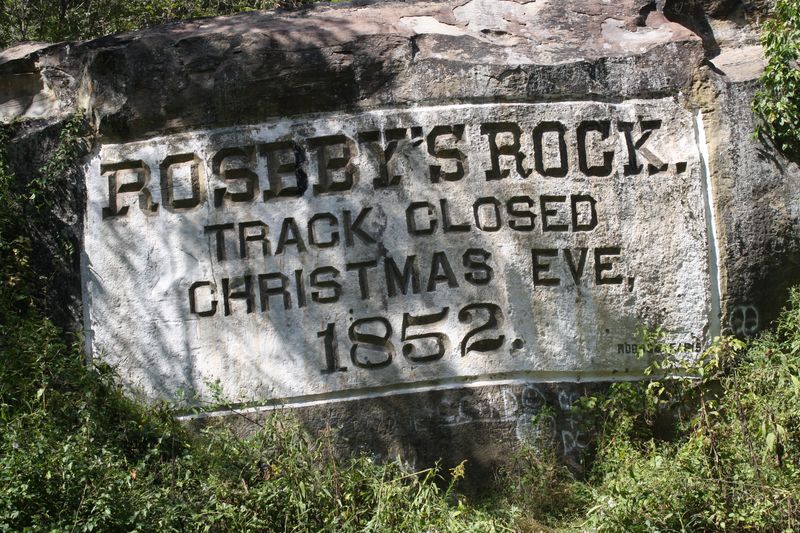 ROSBBY'S ROCK.
TRACK CLOSED
CHRISTMAS EVE,
1852.